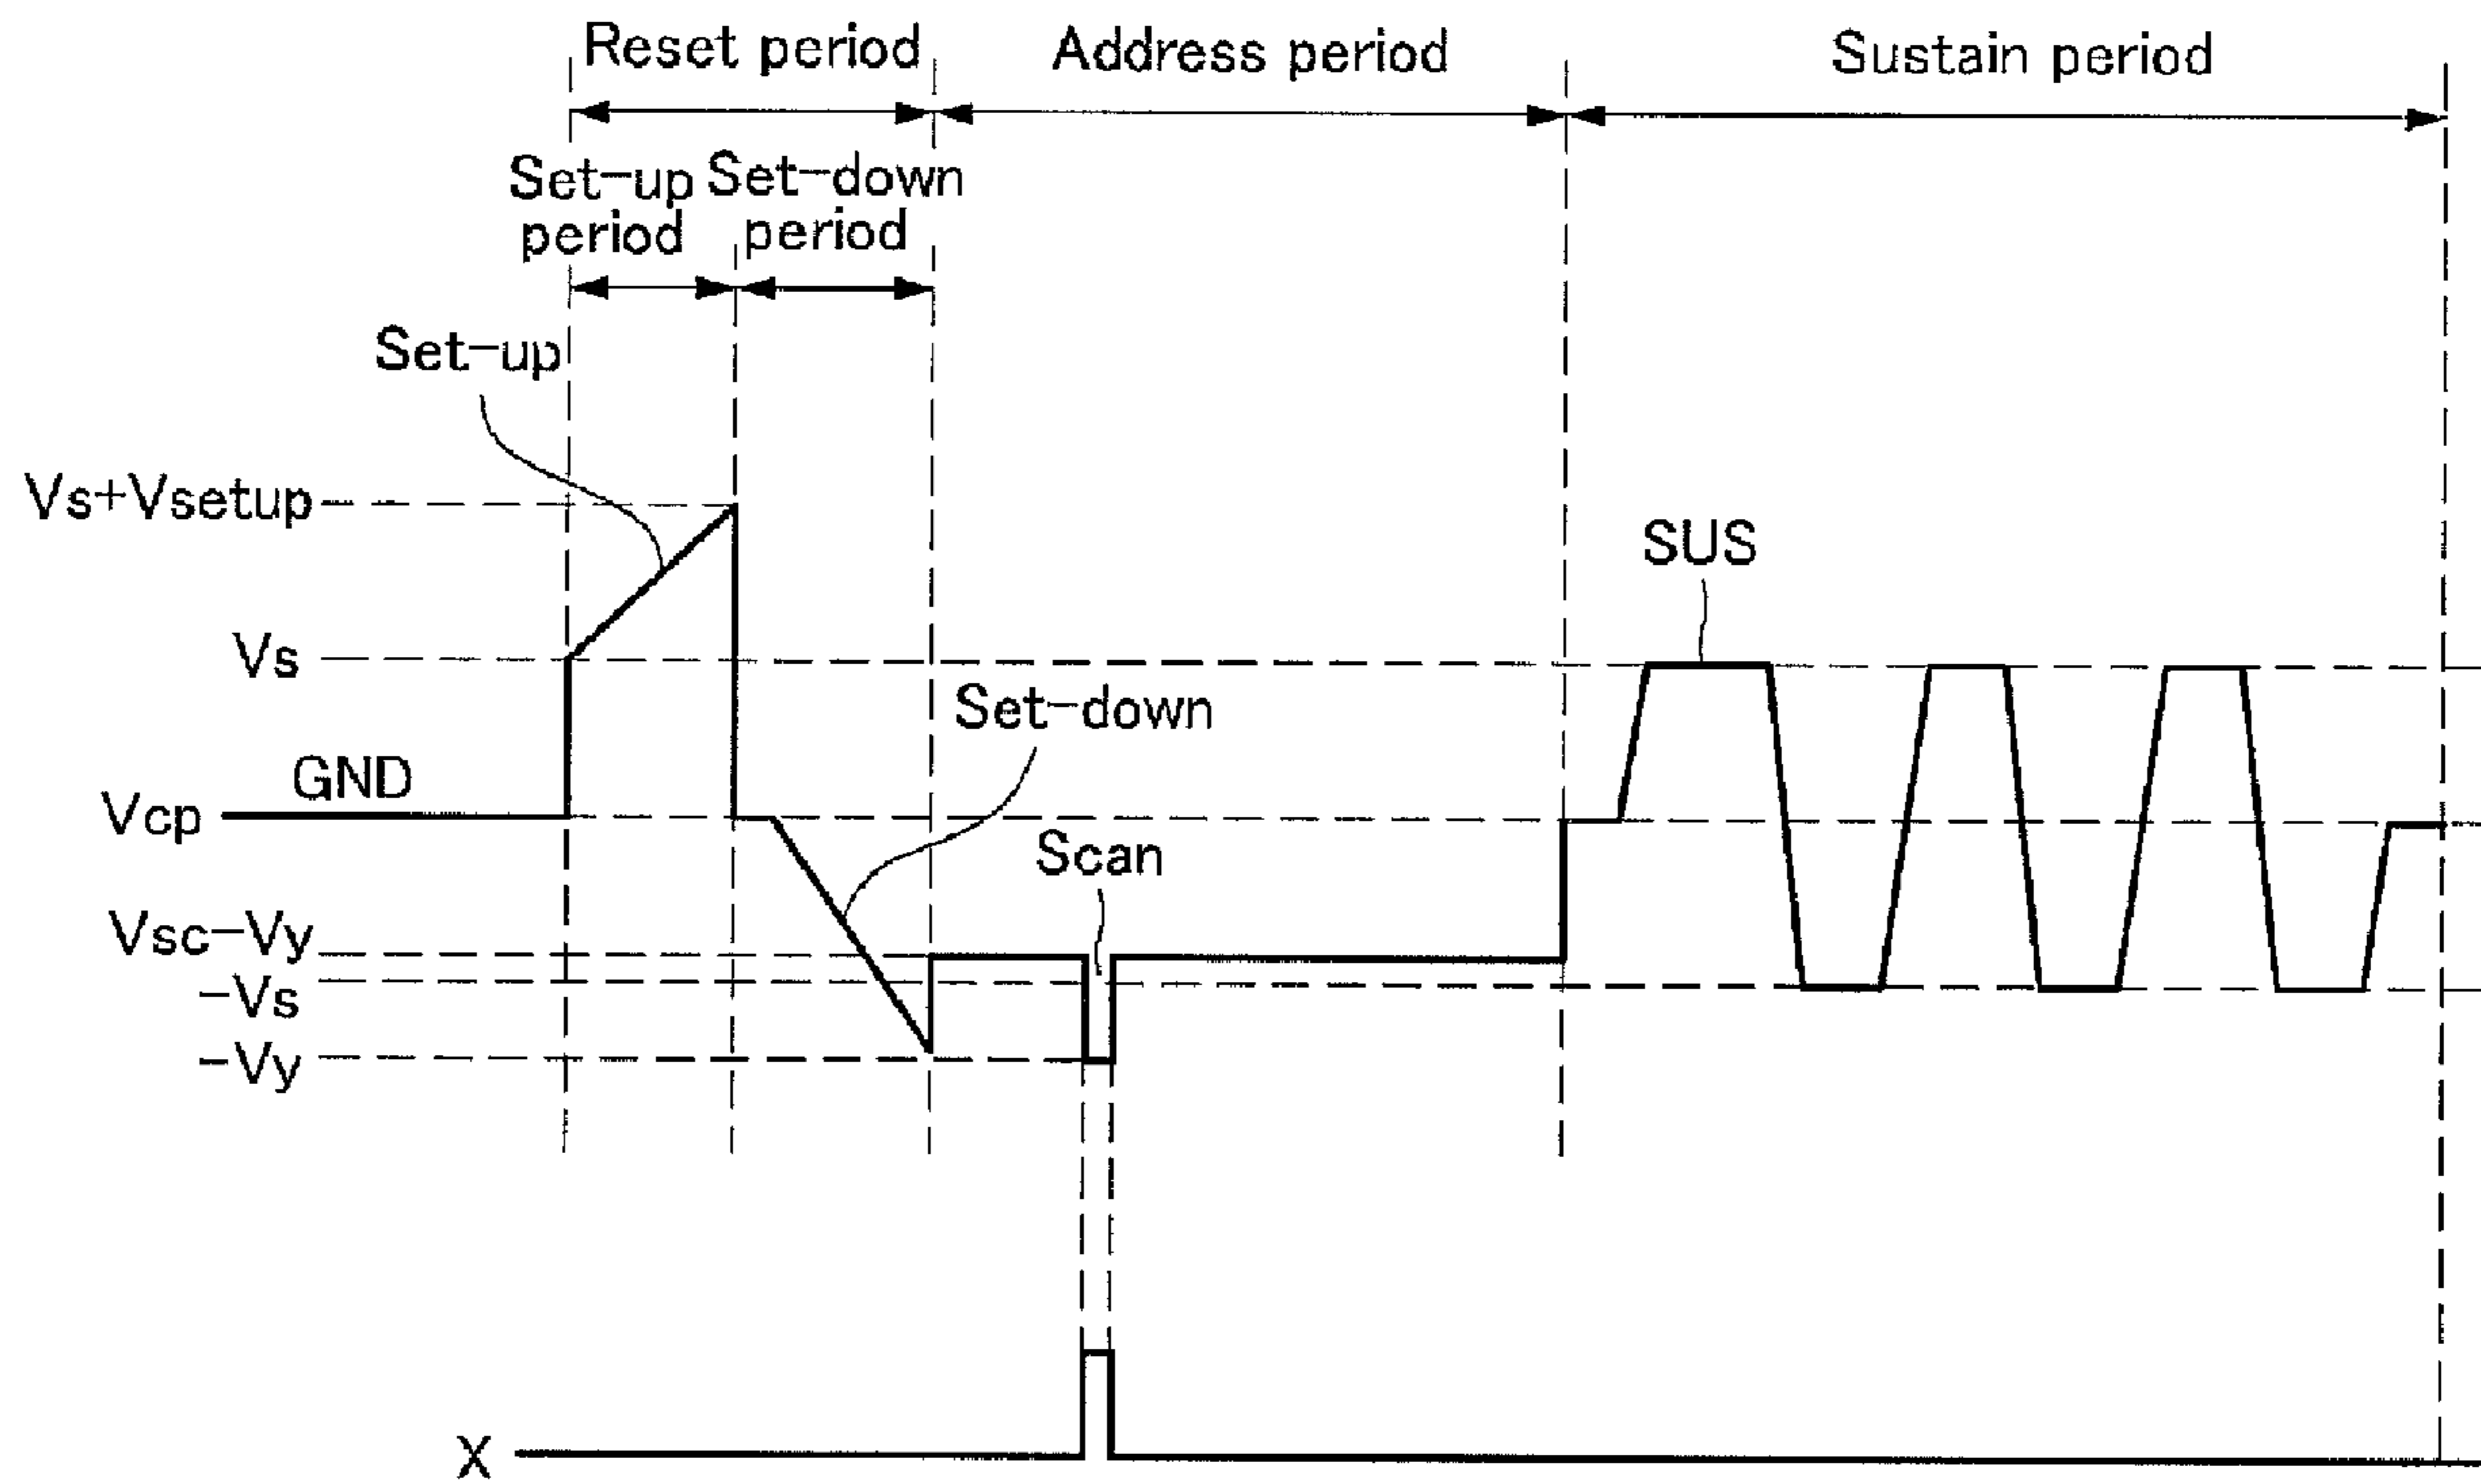 Reset period
Address period
Sustain period
Set-up period
Set-down period
Set-up
Vs+Vsetup
SUS
Vs
Set-down
GND
Vcp
Scan
Vsc-Vy
-Vs
-Vy
X